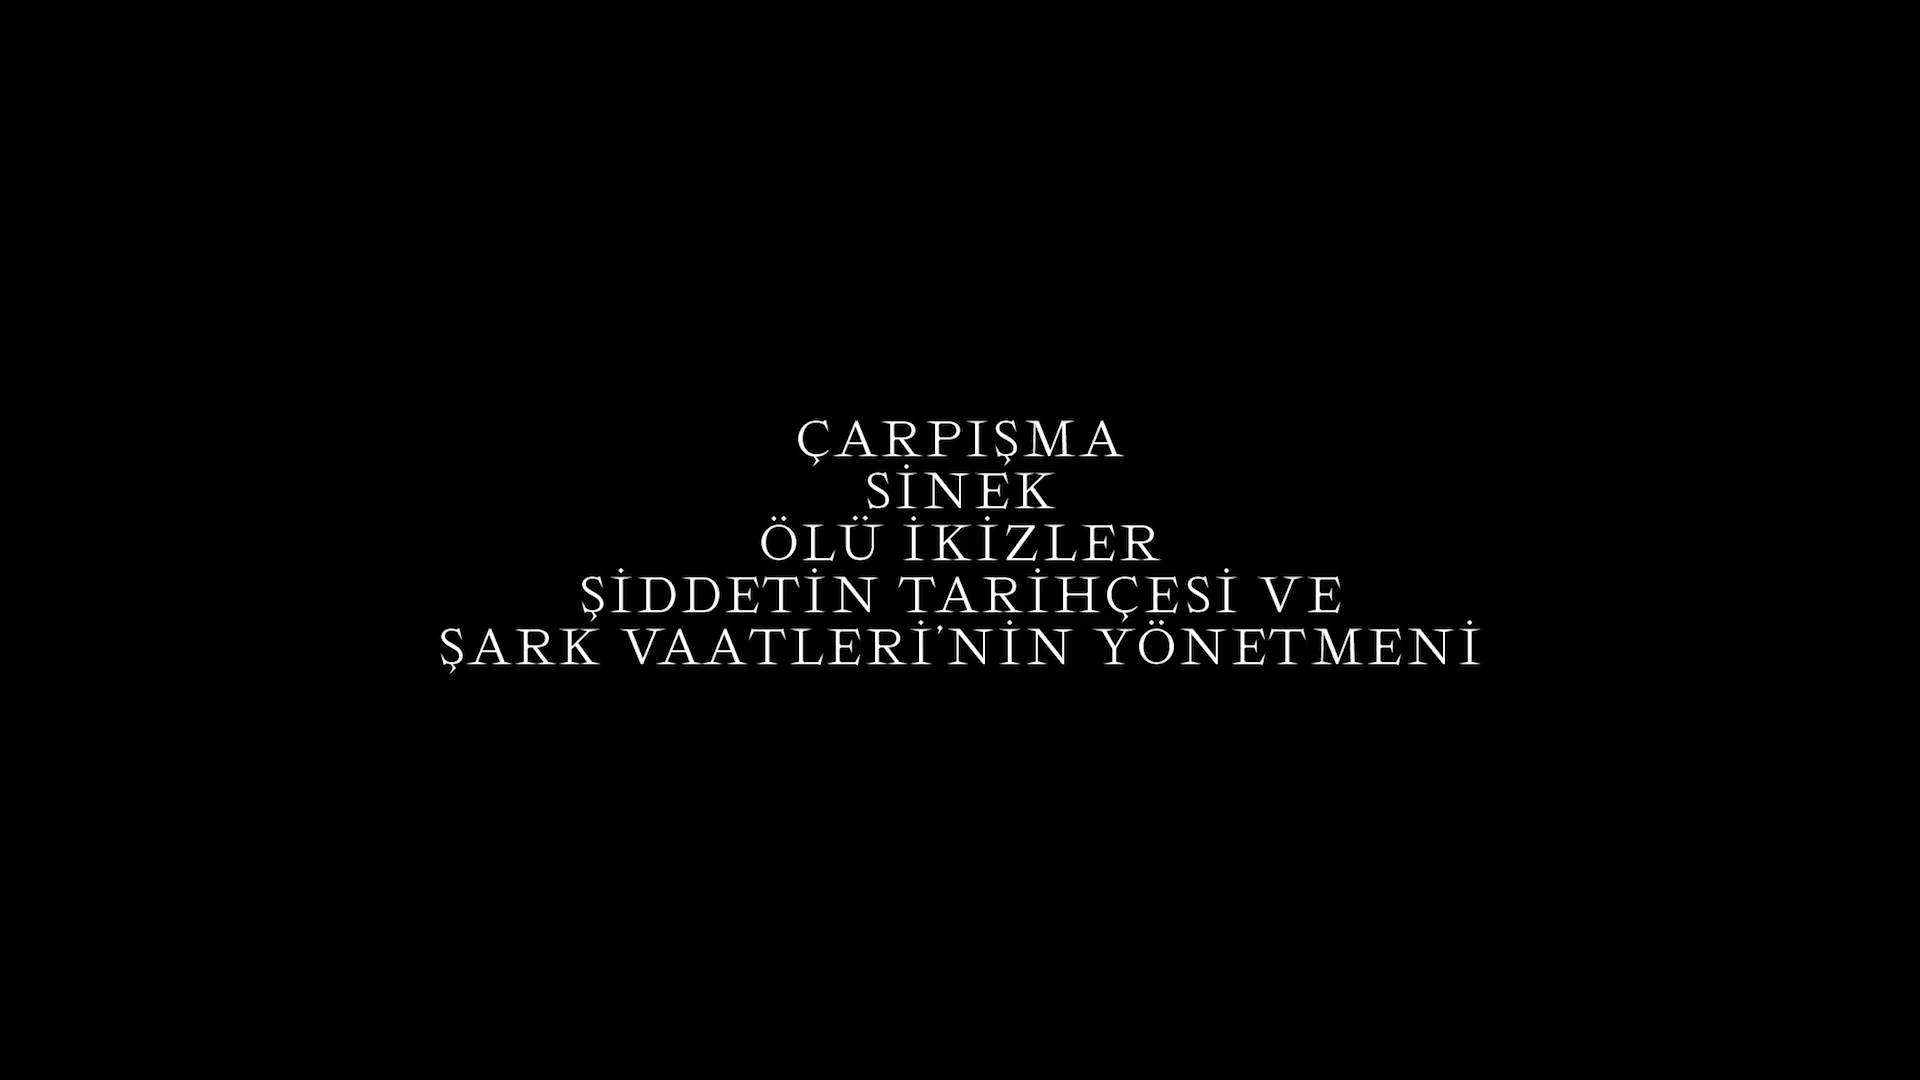 ÇARPIŞMA
SİNEK
ÖLÜ İKİZLER
ŞİDDETİN TARİHÇESİ VE
ŞARK VAATLERİ'NİN YÖNETMENİ